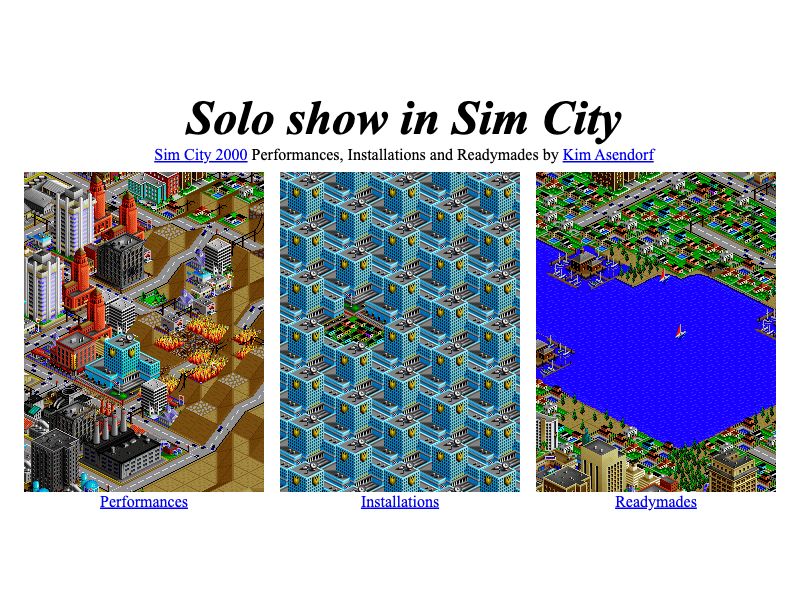 Solo show in Sim City
Sim City 2000 Performances, Installations and Readymades by Kim Asendorf
Performances
Installations
Readymades